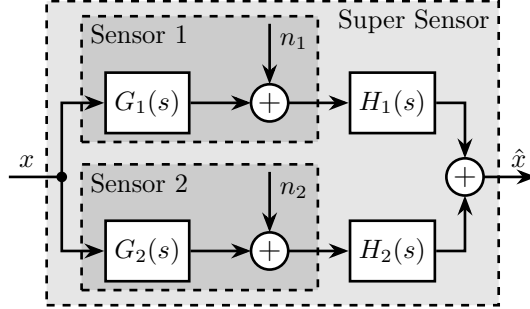 Super Sensor
Sensor 1
n₁
G₁(s)
+
H₁(s)
x
+
x̂
Sensor 2
n₂
G₂(s)
+
H₂(s)